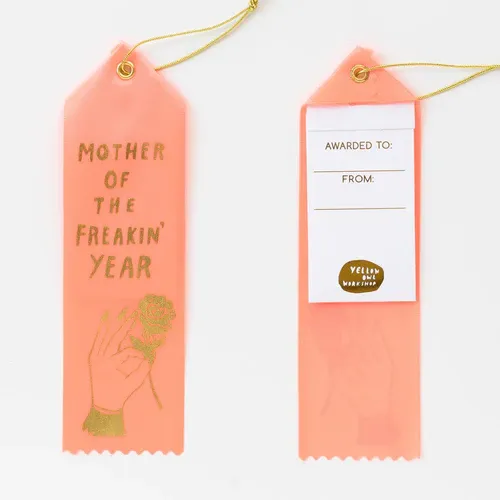 MOTHER
OF
THE
FREAKIN'
YEAR
AWARDED TO:
FROM:
YELLOW
OWL
WORKSHOP